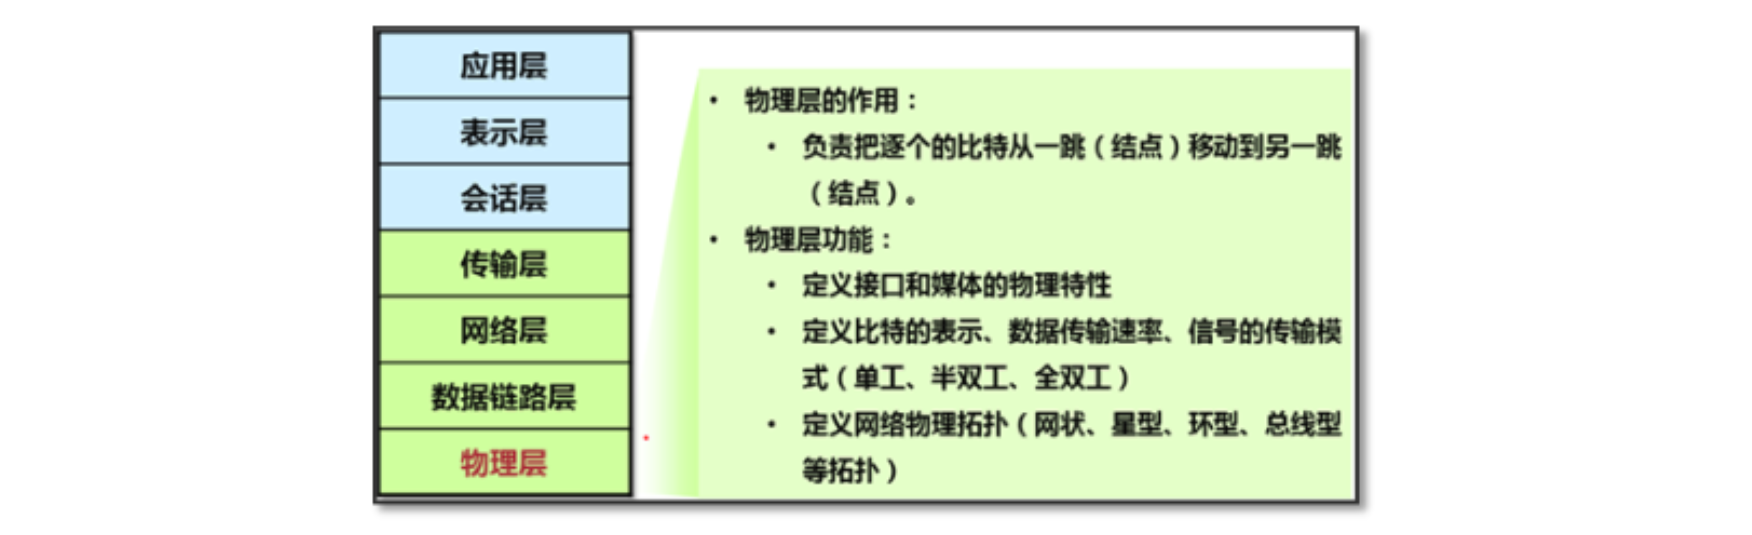 应用层
表示层
会话层
传输层
网络层
数据链路层
物理层
• 物理层的作用：
• 负责把逐个的比特从一跳（结点）移动到另一跳
（结点）。
• 物理层功能：
• 定义接口和媒体的物理特性
• 定义比特的表示、数据传输速率、信号的传输模
式（单工、半双工、全双工）
• 定义网络物理拓扑（网状、星型、环型、总线型
等拓扑）